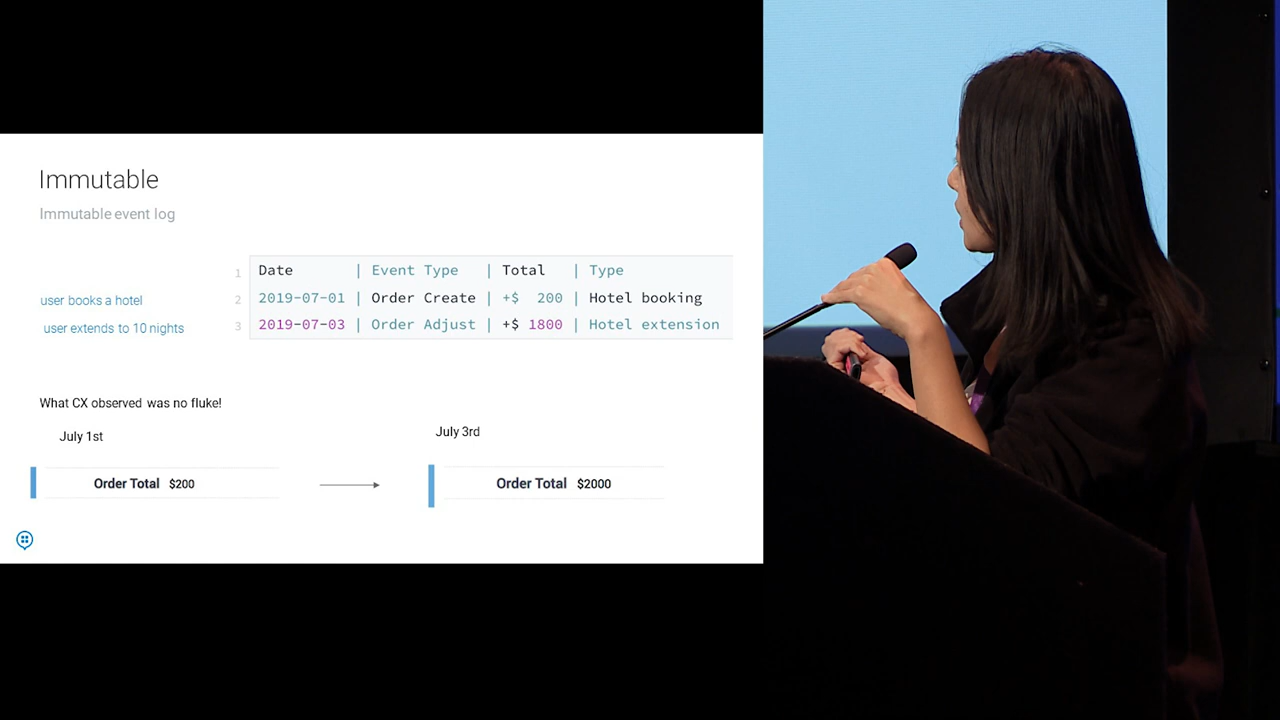 Immutable
Immutable event log
1 Date | Event Type | Total | Type
user books a hotel 2 2019-07-01 | Order Create | +$ 200 | Hotel booking
user extends to 10 nights 3 2019-07-03 | Order Adjust | +$ 1800 | Hotel extension
What CX observed was no fluke!
July 1st
July 3rd
Order Total $200
Order Total $2000